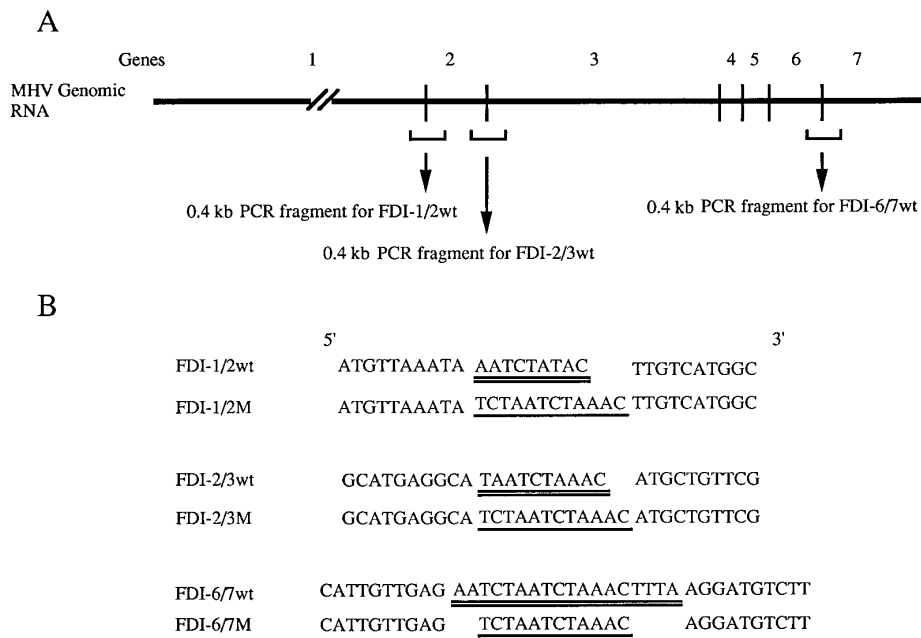 A
Genes 1 2 3 4 5 6 7
MHV Genomic
RNA
0.4 kb PCR fragment for FDI-1/2wt
0.4 kb PCR fragment for FDI-6/7wt
0.4 kb PCR fragment for FDI-2/3wt
B
5' 3'
FDI-1/2wt ATGTTAAATA AATCTATAC TTGTCATGGC
FDI-1/2M ATGTTAAATA TCTAATCTAAAC TTGTCATGGC
FDI-2/3wt GCATGAGGCA TAATCTAAAC ATGCTGTTCG
FDI-2/3M GCATGAGGCA TCTAATCTAAAC ATGCTGTTCG
FDI-6/7wt CATTGTTGAG AATCTAATCTAAACTTTA AGGATGTCTT
FDI-6/7M CATTGTTGAG TCTAATCTAAAC AGGATGTCTT